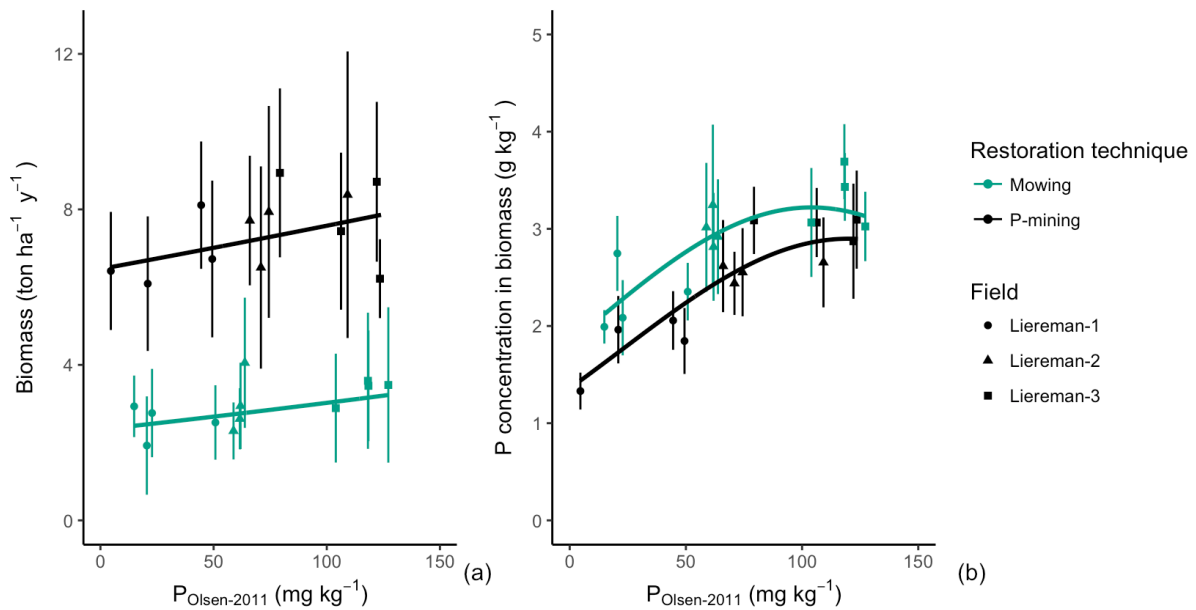 12
8
4
0
Biomass (ton ha⁻¹ y⁻¹ )
0
50
100
150
P_Olsen-2011 (mg kg⁻¹)
(a)
5
4
3
2
1
0
P concentration in biomass (g kg⁻¹ )
0
50
100
150
P_Olsen-2011 (mg kg⁻¹)
(b)
Restoration technique
Mowing
P-mining
Field
Liereman-1
Liereman-2
Liereman-3